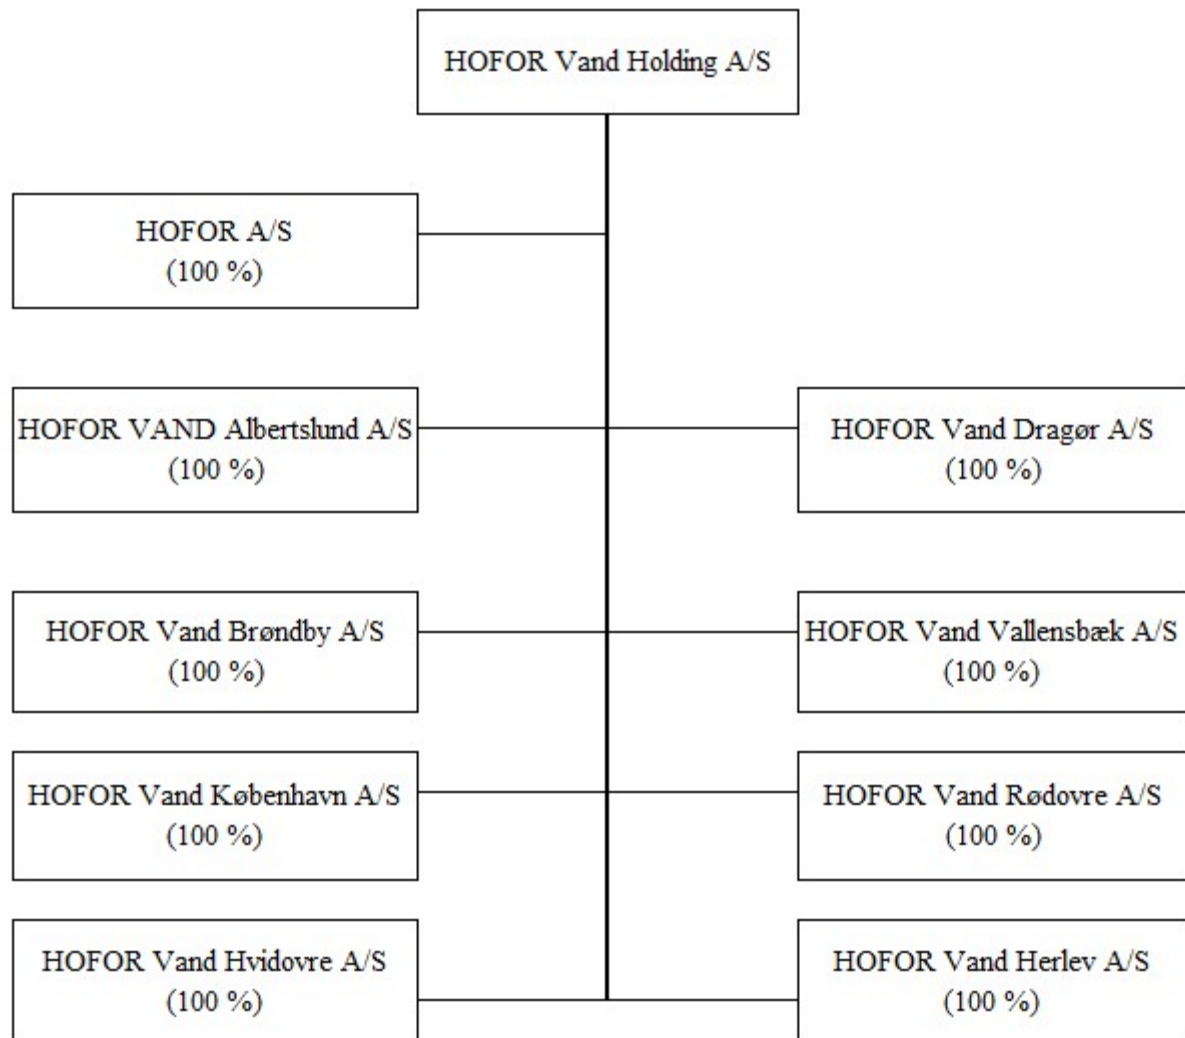 HOFOR Vand Holding A/S
HOFOR A/S
(100 %)
HOFOR VAND Albertslund A/S
(100 %)
HOFOR Vand Dragør A/S
(100 %)
HOFOR Vand Brøndby A/S
(100 %)
HOFOR Vand Vallensbæk A/S
(100 %)
HOFOR Vand København A/S
(100 %)
HOFOR Vand Rødovre A/S
(100 %)
HOFOR Vand Hvidovre A/S
(100 %)
HOFOR Vand Herlev A/S
(100 %)